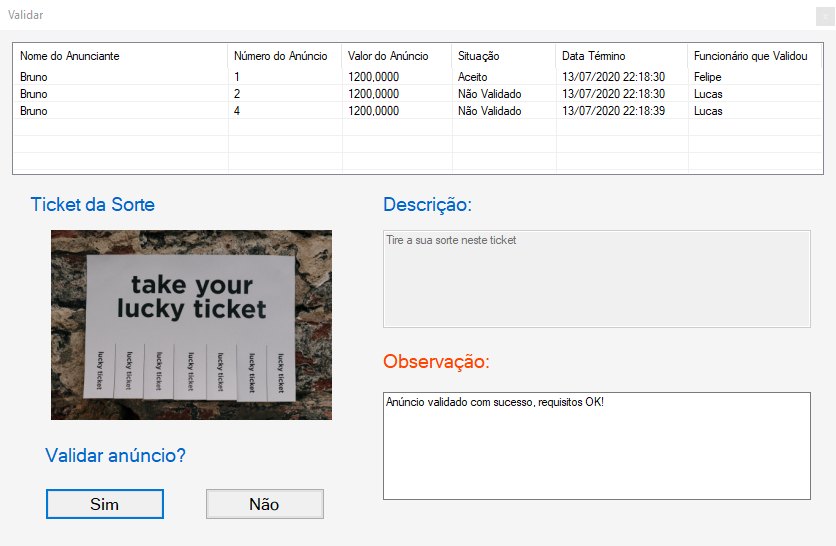 Validar
Nome do Anunciante Número do Anúncio Valor do Anúncio Situação Data Término Funcionário que Validou
Bruno 1 1200,0000 Aceito 13/07/2020 22:18:30 Felipe
Bruno 2 1200,0000 Não Validado 13/07/2020 22:18:30 Lucas
Bruno 4 1200,0000 Não Validado 13/07/2020 22:18:39 Lucas
Ticket da Sorte
take your
lucky ticket
lucky ticket
lucky ticket
lucky ticket
lucky ticket
lucky ticket
lucky ticket
lucky ticket
Descrição:
Tire a sua sorte neste ticket
Observação:
Anúncio validado com sucesso, requisitos OK!
Validar anúncio?
Sim Não